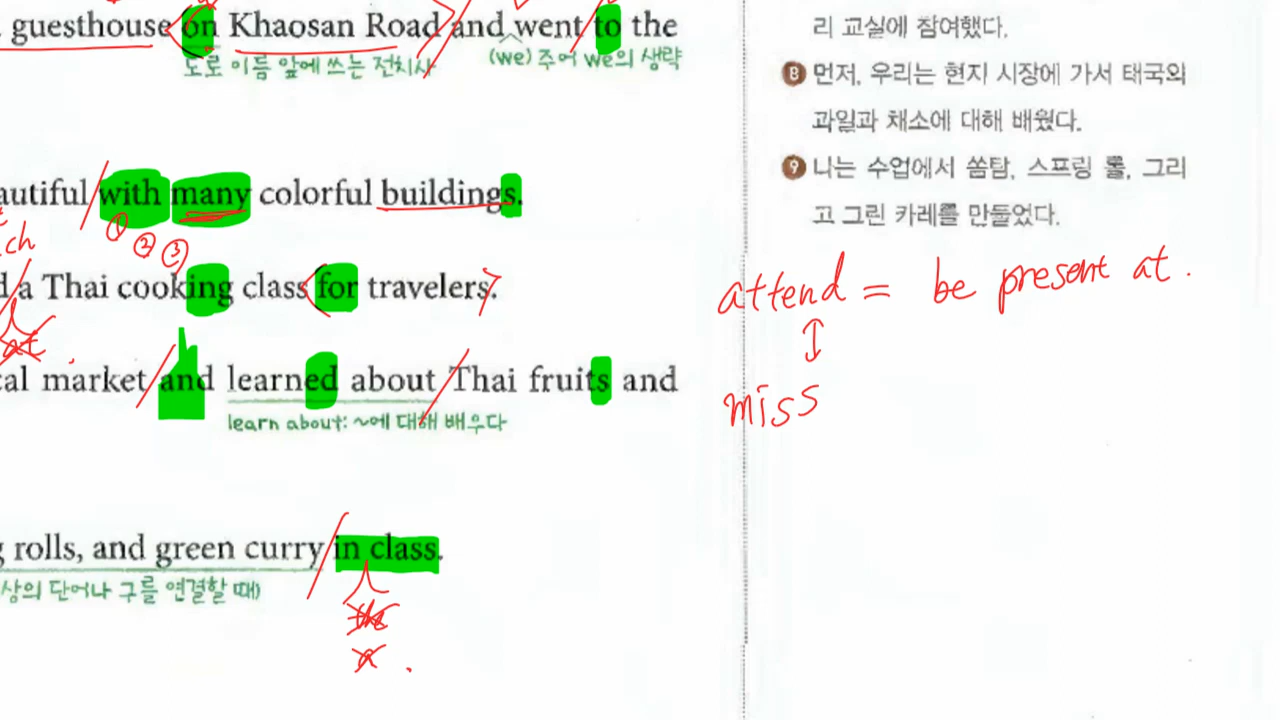 guesthouse on Khaosan Road and went to the
도로 이름 앞에 쓰는 전치사
(we) 주어 we의 생략
autiful with many colorful buildings.
① ② ③
ch
d a Thai cooking class for travelers.
at
cal market and learned about Thai fruits and
learn about: ~에 대해 배우다
g rolls, and green curry in class.
상의 단어나 구를 연결할 때)
the
a
리 교실에 참여했다.
8 먼저, 우리는 현지 시장에 가서 태국의
과일과 채소에 대해 배웠다.
9 나는 수업에서 쏨탐, 스프링 롤, 그리
고 그린 카레를 만들었다.
attend = be present at.
↕
miss